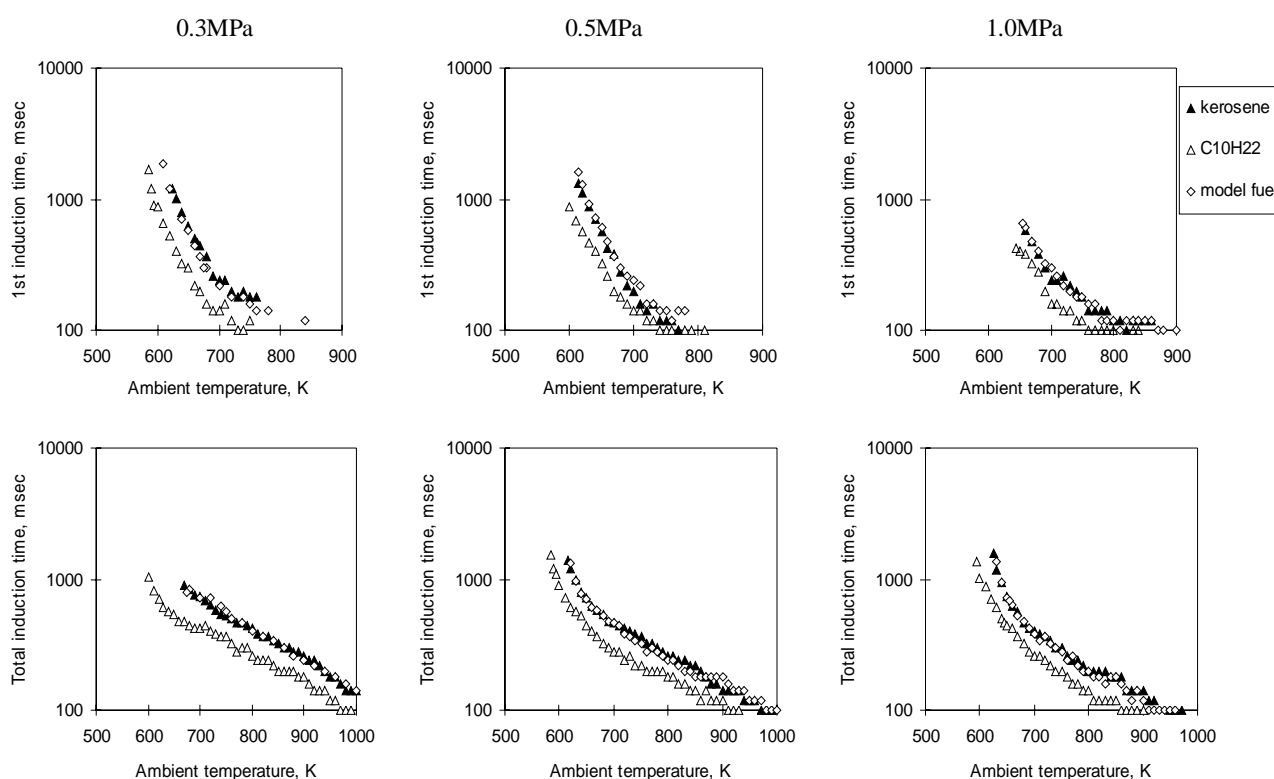 0.3MPa 0.5MPa 1.0MPa
10000 10000 10000
1000 1000 1000
100 100 100
1st induction time, msec 1st induction time, msec 1st induction time, msec
500 600 700 800 900 500 600 700 800 900 500 600 700 800 900
Ambient temperature, K Ambient temperature, K Ambient temperature, K
kerosene
C10H22
model fue
10000 10000 10000
1000 1000 1000
100 100 100
Total induction time, msec Total induction time, msec Total induction time, msec
500 600 700 800 900 1000 500 600 700 800 900 1000 500 600 700 800 900 1000
Ambient temperature, K Ambient temperature, K Ambient temperature, K